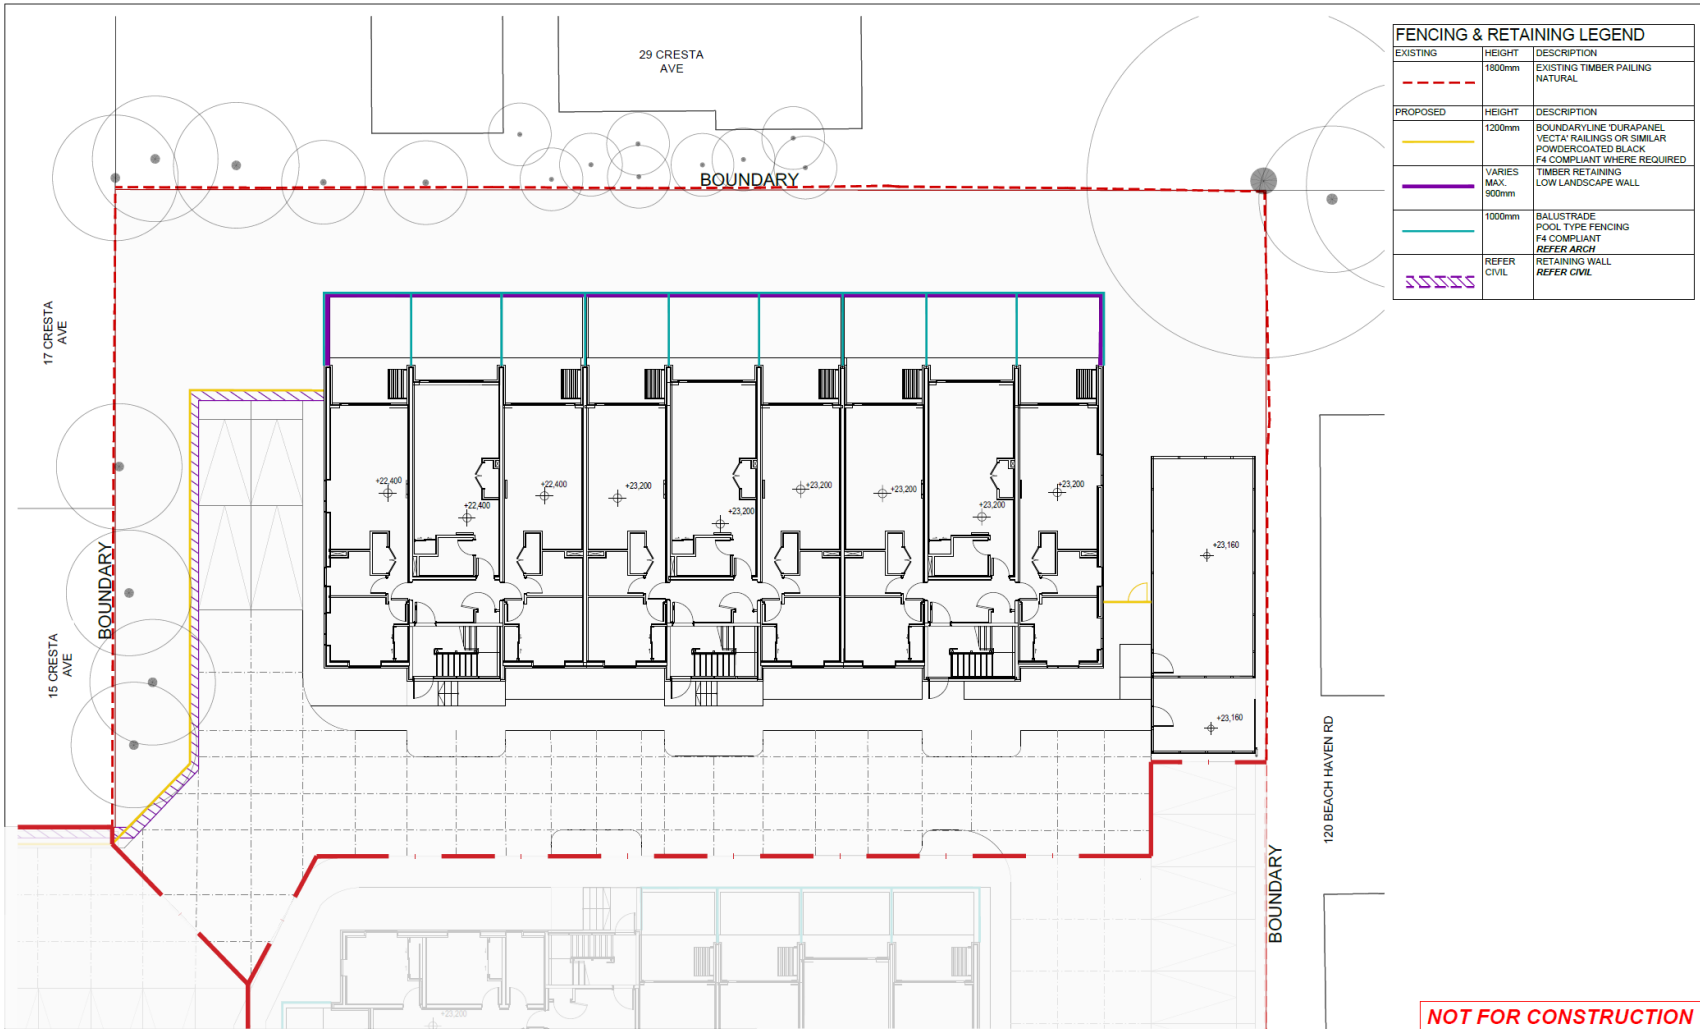 29 CRESTA
AVE
BOUNDARY
17 CRESTA
AVE
BOUNDARY
15 CRESTA
AVE
+22,400
+22,400
+22,400
+23,200
+23,200
+23,200
+23,200
+23,200
+23,200
+23,160
+23,160
120 BEACH HAVEN RD
BOUNDARY
+23,200
FENCING & RETAINING LEGEND
EXISTING HEIGHT DESCRIPTION
1800mm EXISTING TIMBER PAILING
NATURAL
PROPOSED HEIGHT DESCRIPTION
1200mm BOUNDARYLINE 'DURAPANEL
VECTA' RAILINGS OR SIMILAR
POWDERCOATED BLACK
F4 COMPLIANT WHERE REQUIRED
VARIES TIMBER RETAINING
MAX. LOW LANDSCAPE WALL
900mm
1000mm BALUSTRADE
POOL TYPE FENCING
F4 COMPLIANT
REFER ARCH
REFER RETAINING WALL
CIVIL REFER CIVIL
NOT FOR CONSTRUCTION